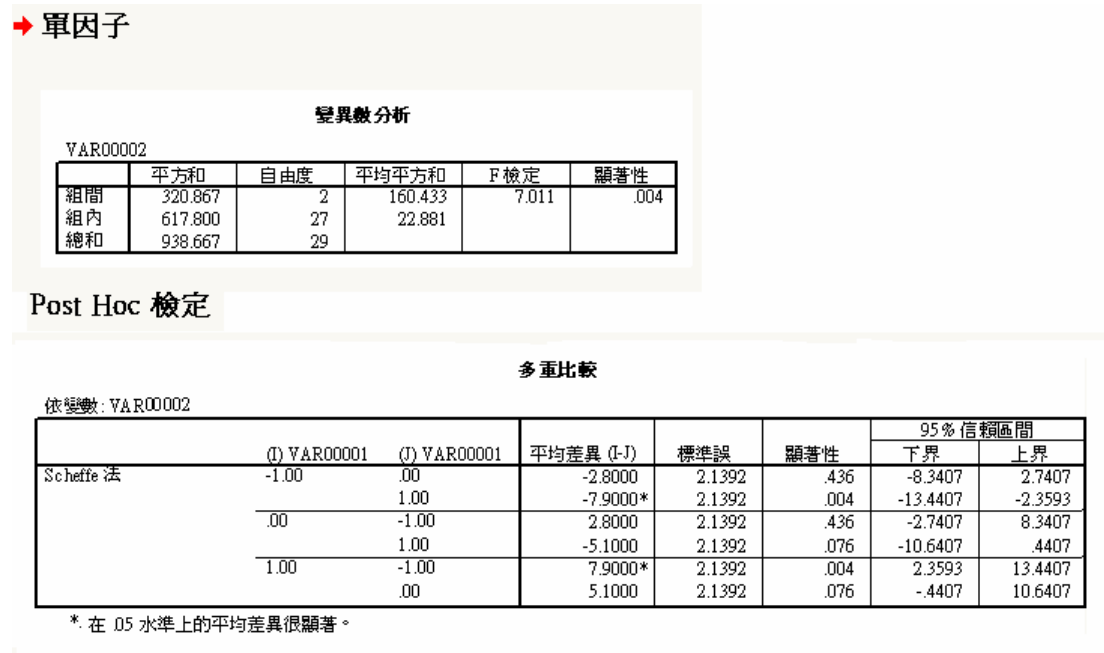 單因子
變異數分析
VAR00002
平方和 自由度 平均平方和 F 檢定 顯著性
組間 320.867 2 160.433 7.011 .004
組內 617.800 27 22.881
總和 938.667 29
Post Hoc 檢定
多重比較
依變數: VAR00002
95% 信賴區間
(I) VAR00001 (J) VAR00001 平均差異 (I-J) 標準誤 顯著性 下界 上界
Scheffe 法 -1.00 .00 -2.8000 2.1392 .436 -8.3407 2.7407
1.00 -7.9000* 2.1392 .004 -13.4407 -2.3593
.00 -1.00 2.8000 2.1392 .436 -2.7407 8.3407
1.00 -5.1000 2.1392 .076 -10.6407 .4407
1.00 -1.00 7.9000* 2.1392 .004 2.3593 13.4407
.00 5.1000 2.1392 .076 -.4407 10.6407
*. 在 .05 水準上的平均差異很顯著。